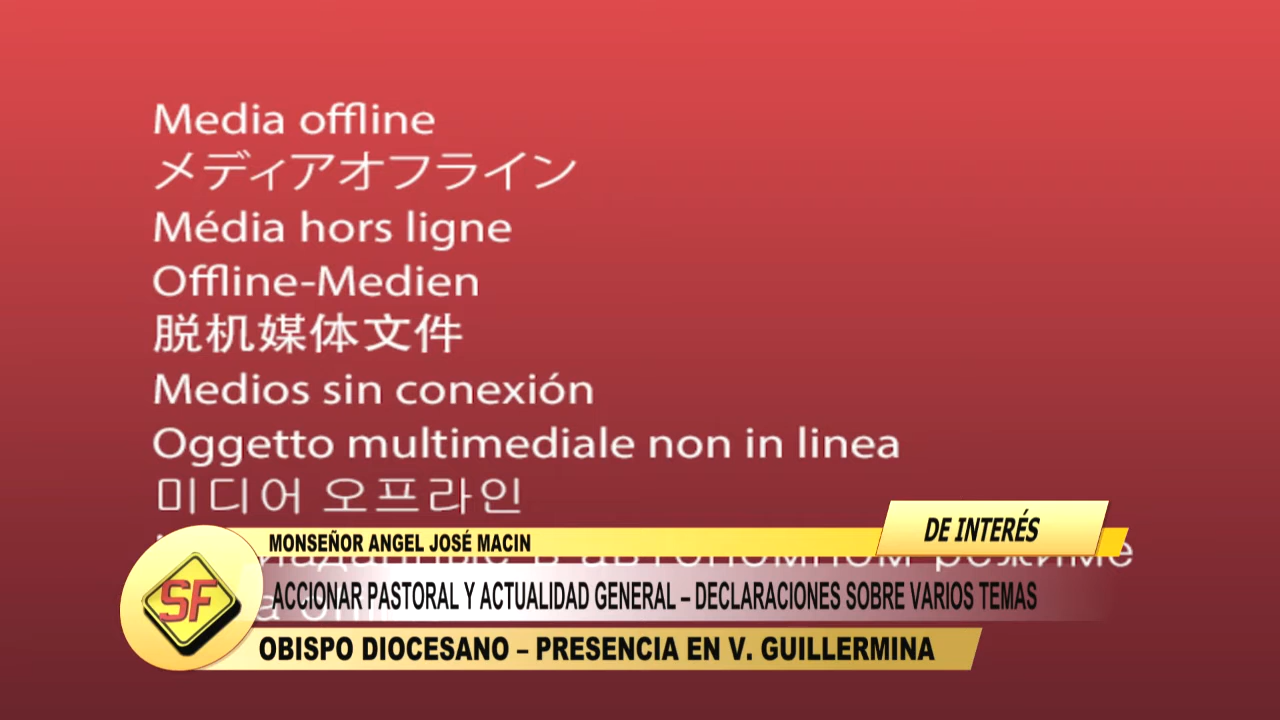 Media offline
メディアオフライン
Média hors ligne
Offline-Medien
脱机媒体文件
Medios sin conexión
Oggetto multimediale non in linea
미디어 오프라인
в автономном режиме
DE INTERÉS
MONSEÑOR ANGEL JOSÉ MACIN
SF
ACCIONAR PASTORAL Y ACTUALIDAD GENERAL – DECLARACIONES SOBRE VARIOS TEMAS
OBISPO DIOCESANO – PRESENCIA EN V. GUILLERMINA